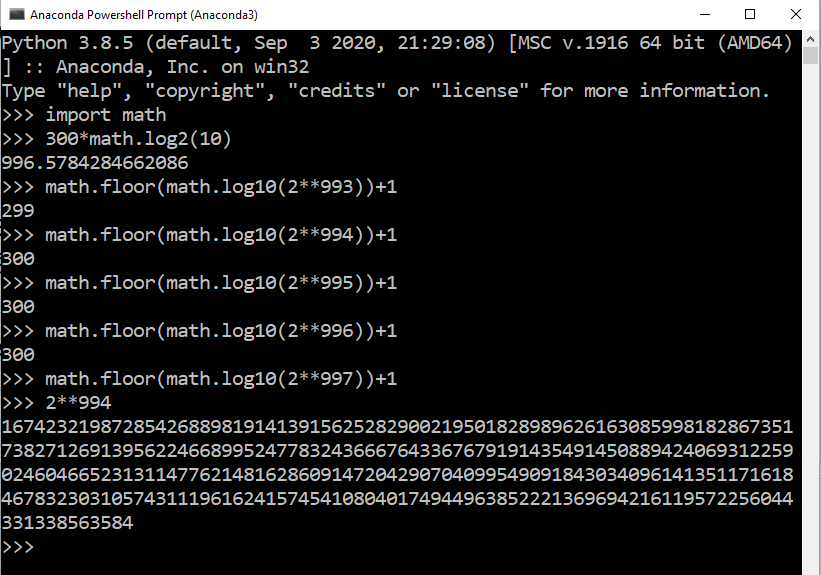 Anaconda Powershell Prompt (Anaconda3)
Python 3.8.5 (default, Sep  3 2020, 21:29:08) [MSC v.1916 64 bit (AMD64)
] :: Anaconda, Inc. on win32
Type "help", "copyright", "credits" or "license" for more information.
>>> import math
>>> 300*math.log2(10)
996.5784284662086
>>> math.floor(math.log10(2**993))+1
299
>>> math.floor(math.log10(2**994))+1
300
>>> math.floor(math.log10(2**995))+1
300
>>> math.floor(math.log10(2**996))+1
300
>>> math.floor(math.log10(2**997))+1
>>> 2**994
167423219872854268898191413915625282900219501828989626163085998182867351
738271269139562246689952477832436667643367679191435491450889424069312259
024604665231311477621481628609147204290704099549091843034096141351171618
467832303105743111961624157454108040174944963852221369694216119572256044
331338563584
>>>